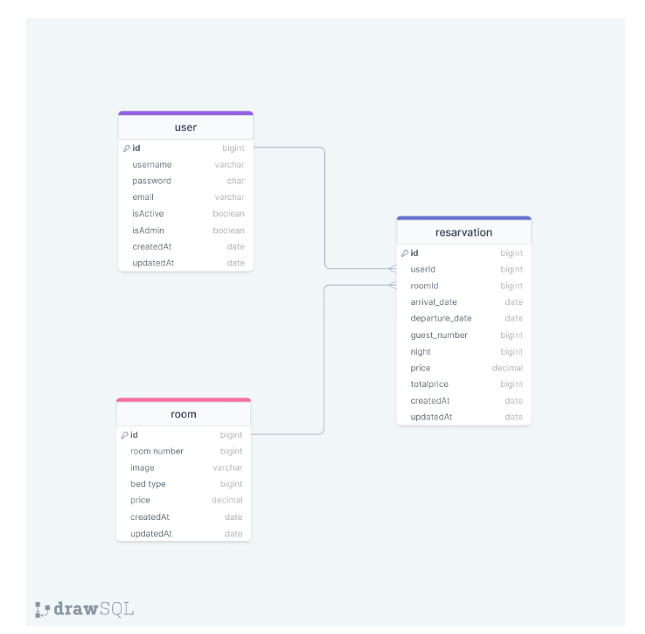 user
id bigint
username varchar
password char
email varchar
isActive boolean
isAdmin boolean
createdAt date
updatedAt date
resarvation
id bigint
userId bigint
roomId bigint
arrival_date date
departure_date date
guest_number bigint
night bigint
price decimal
totalprice bigint
createdAt date
updatedAt date
room
id bigint
room number bigint
image varchar
bed type bigint
price decimal
createdAt date
updatedAt date
drawSQL